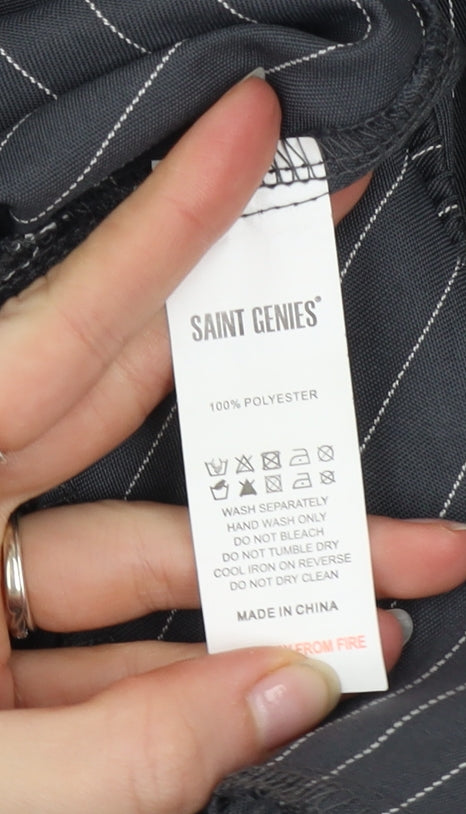 SAINT GENIES®
100% POLYESTER
WASH SEPARATELY
HAND WASH ONLY
DO NOT BLEACH
DO NOT TUMBLE DRY
COOL IRON ON REVERSE
DO NOT DRY CLEAN
MADE IN CHINA
FROM FIRE